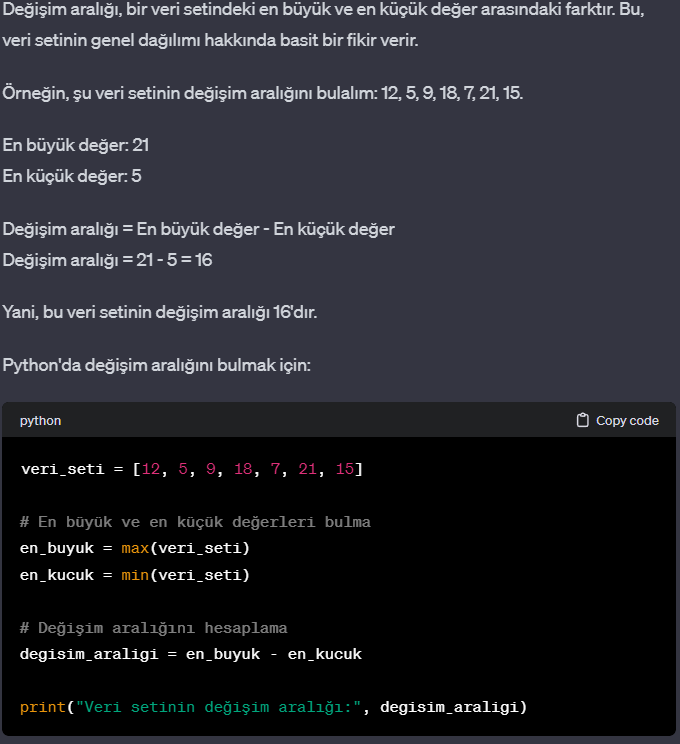 Değişim aralığı, bir veri setindeki en büyük ve en küçük değer arasındaki farktır. Bu,
veri setinin genel dağılımı hakkında basit bir fikir verir.
Örneğin, şu veri setinin değişim aralığını bulalım: 12, 5, 9, 18, 7, 21, 15.
En büyük değer: 21
En küçük değer: 5
Değişim aralığı = En büyük değer - En küçük değer
Değişim aralığı = 21 - 5 = 16
Yani, bu veri setinin değişim aralığı 16'dır.
Python'da değişim aralığını bulmak için:
python Copy code
veri_seti = [12, 5, 9, 18, 7, 21, 15]
# En büyük ve en küçük değerleri bulma
en_buyuk = max(veri_seti)
en_kucuk = min(veri_seti)
# Değişim aralığını hesaplama
degisim_araligi = en_buyuk - en_kucuk
print("Veri setinin değişim aralığı:", degisim_araligi)